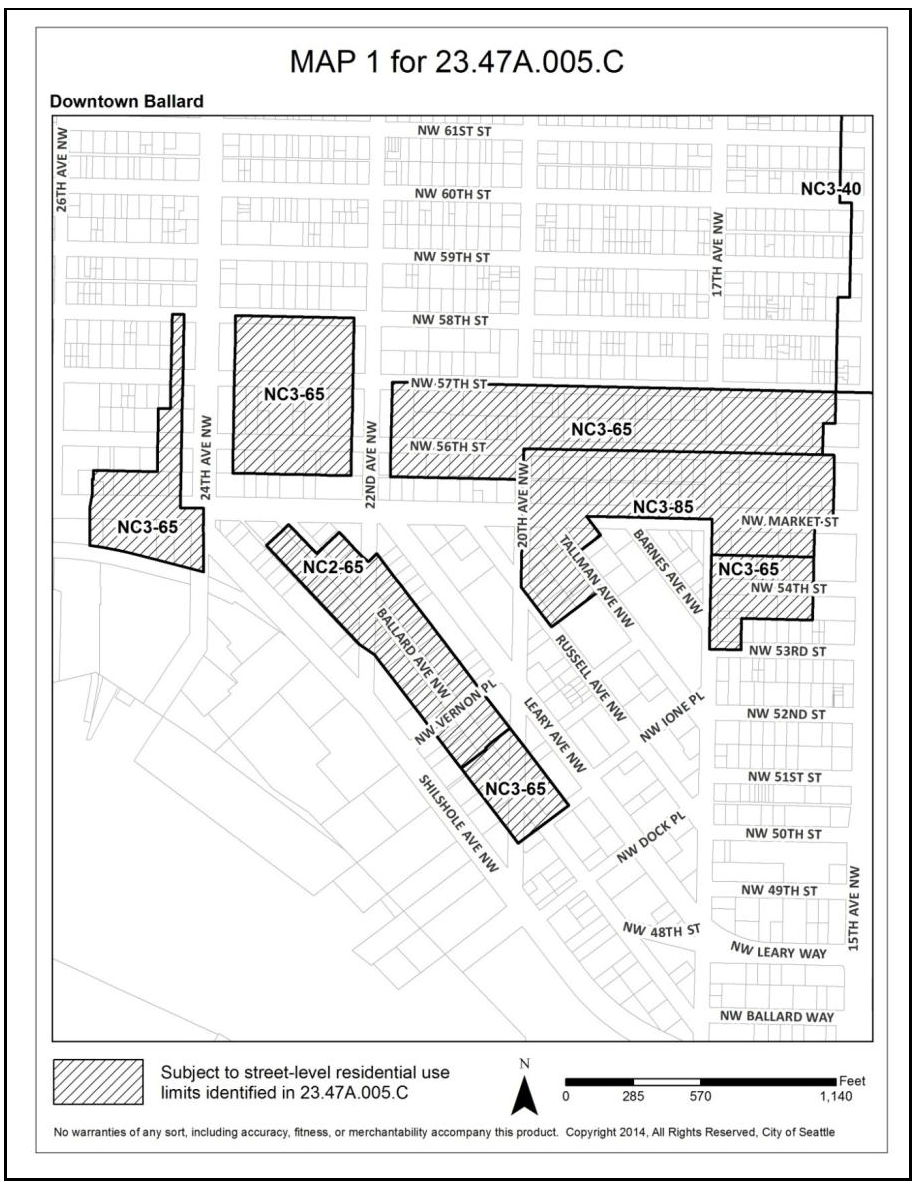 MAP 1 for 23.47A.005.C
Downtown Ballard
26TH AVE NW
NW 61ST ST
NW 60TH ST
NC3-40
17TH AVE NW
NW 59TH ST
NW 58TH ST
NW 57TH ST
NC3-65
NC3-65
24TH AVE NW
22ND AVE NW
NW 56TH ST
20TH AVE NW
NC3-85
NW MARKET ST
NC3-65
NC2-65
TALLMAN AVE NW
BARNES AVE NW
NC3-65
NW 54TH ST
BALLARD AVE NW
RUSSELL AVE NW
NW 53RD ST
NW VERNON PL
LEARY AVE NW
NW IONE PL
NW 52ND ST
NC3-65
NW 51ST ST
SHILSHOLE AVE NW
NW DOCK PL
NW 50TH ST
NW 49TH ST
15TH AVE NW
NW 48TH ST
NW LEARY WAY
NW BALLARD WAY
Subject to street-level residential use
limits identified in 23.47A.005.C
N
Feet
0 285 570 1,140
No warranties of any sort, including accuracy, fitness, or merchantability accompany this product. Copyright 2014, All Rights Reserved, City of Seattle